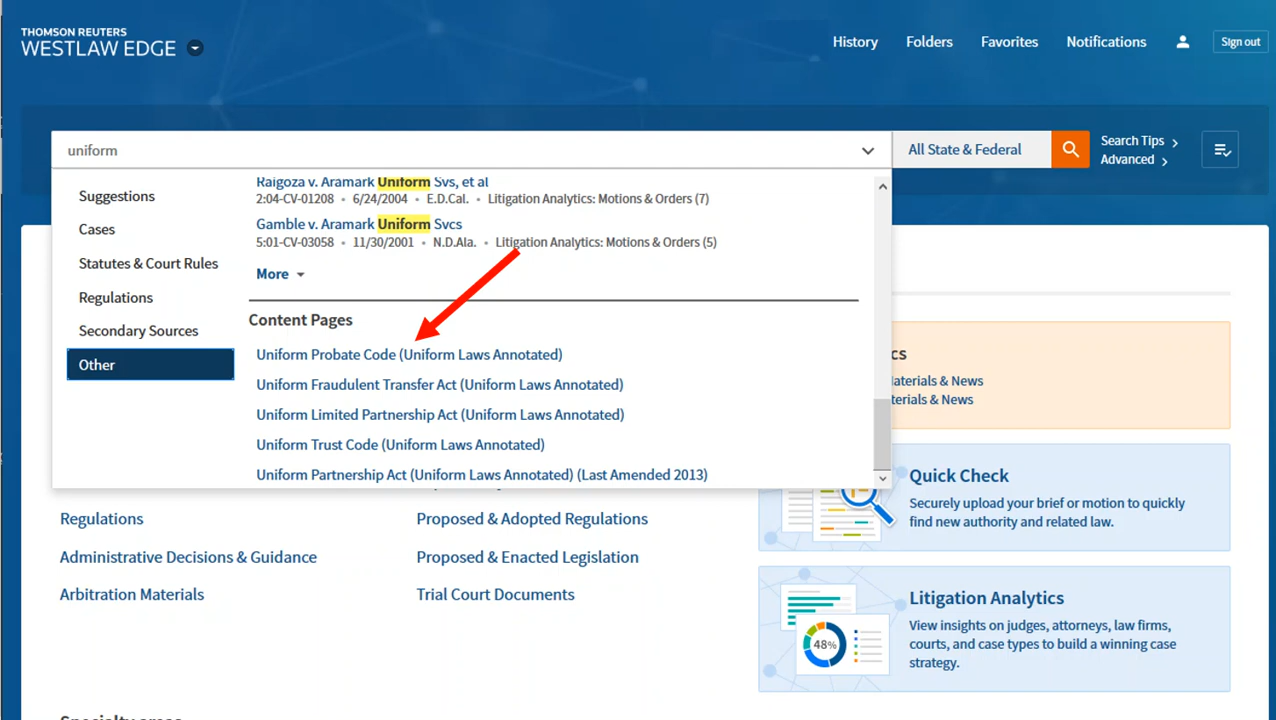 THOMSON REUTERS
WESTLAW EDGE
History Folders Favorites Notifications Sign out
uniform
All State & Federal
Search Tips
Advanced
Suggestions
Cases
Statutes & Court Rules
Regulations
Secondary Sources
Other
Raigoza v. Aramark Uniform Svs, et al
2:04-CV-01208 • 6/24/2004 • E.D.Cal. • Litigation Analytics: Motions & Orders (7)
Gamble v. Aramark Uniform Svcs
5:01-CV-03058 • 11/30/2001 • N.D.Ala. • Litigation Analytics: Motions & Orders (5)
More
Content Pages
Uniform Probate Code (Uniform Laws Annotated)
Uniform Fraudulent Transfer Act (Uniform Laws Annotated)
Uniform Limited Partnership Act (Uniform Laws Annotated)
Uniform Trust Code (Uniform Laws Annotated)
Uniform Partnership Act (Uniform Laws Annotated) (Last Amended 2013)
cs
aterials & News
terials & News
Regulations
Administrative Decisions & Guidance
Arbitration Materials
Proposed & Adopted Regulations
Proposed & Enacted Legislation
Trial Court Documents
Quick Check
Securely upload your brief or motion to quickly
find new authority and related law.
48%
Litigation Analytics
View insights on judges, attorneys, law firms,
courts, and case types to build a winning case
strategy.
Specialty areas